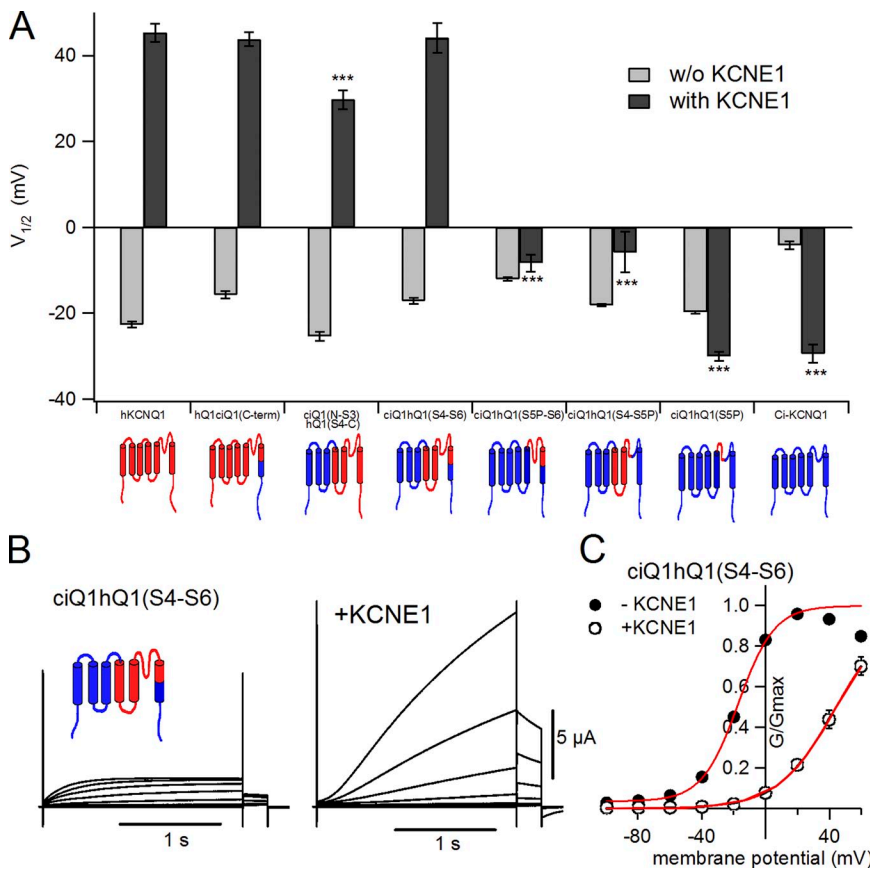 A
40
20
0
-20
-40
V1/2 (mV)
w/o KCNE1
with KCNE1
***
***
***
***
***
hKCNQ1
hQ1ciQ1(C-term)
ciQ1(N-S3)
hQ1(S4-C)
ciQ1hQ1(S4-S6)
ciQ1hQ1(S5P-S6)
ciQ1hQ1(S4-S5P)
ciQ1hQ1(S5P)
Ci-KCNQ1
B
ciQ1hQ1(S4-S6)
+KCNE1
5 µA
1 s
1 s
C
ciQ1hQ1(S4-S6)
- KCNE1
+KCNE1
1.0
0.8
0.6
0.4
0.2
G/Gmax
-80
-40
0
40
membrane potential (mV)